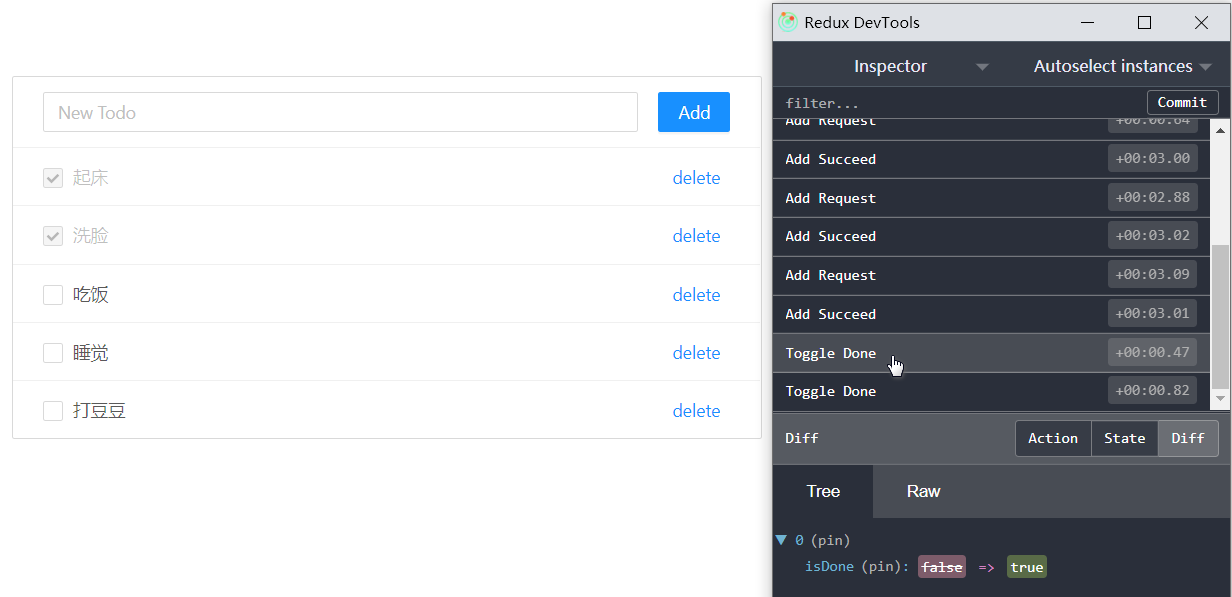 New Todo
Add
起床
delete
洗脸
delete
吃饭
delete
睡觉
delete
打豆豆
delete
Redux DevTools
Inspector
Autoselect instances
filter...
Commit
Add Request +00:00.64
Add Succeed +00:03.00
Add Request +00:02.88
Add Succeed +00:03.02
Add Request +00:03.09
Add Succeed +00:03.01
Toggle Done +00:00.47
Toggle Done +00:00.82
Diff
Action State Diff
Tree Raw
0 (pin)
isDone (pin): false => true